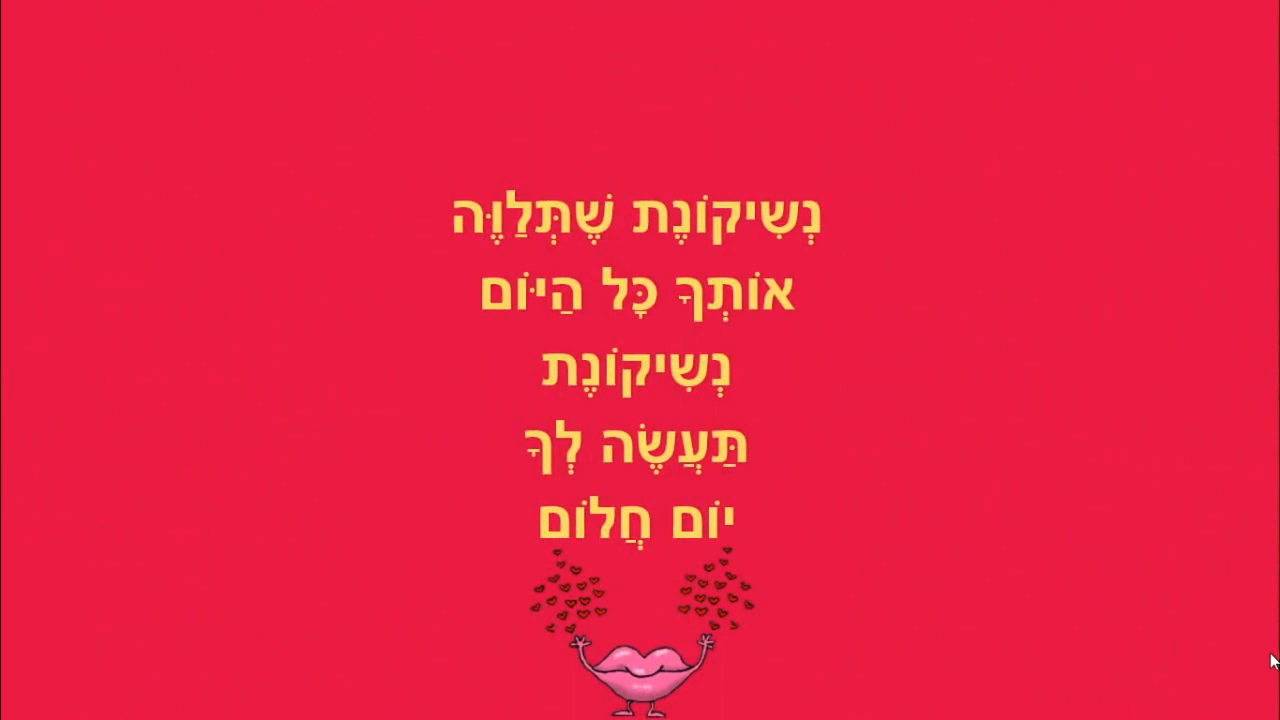 נְשִׁיקוֹנֶת שֶׁתְּלַוֶּה
אוֹתְךָ כָּל הַיּוֹם
נְשִׁיקוֹנֶת
תַּעֲשֶׂה לְךָ
יוֹם חֲלוֹם